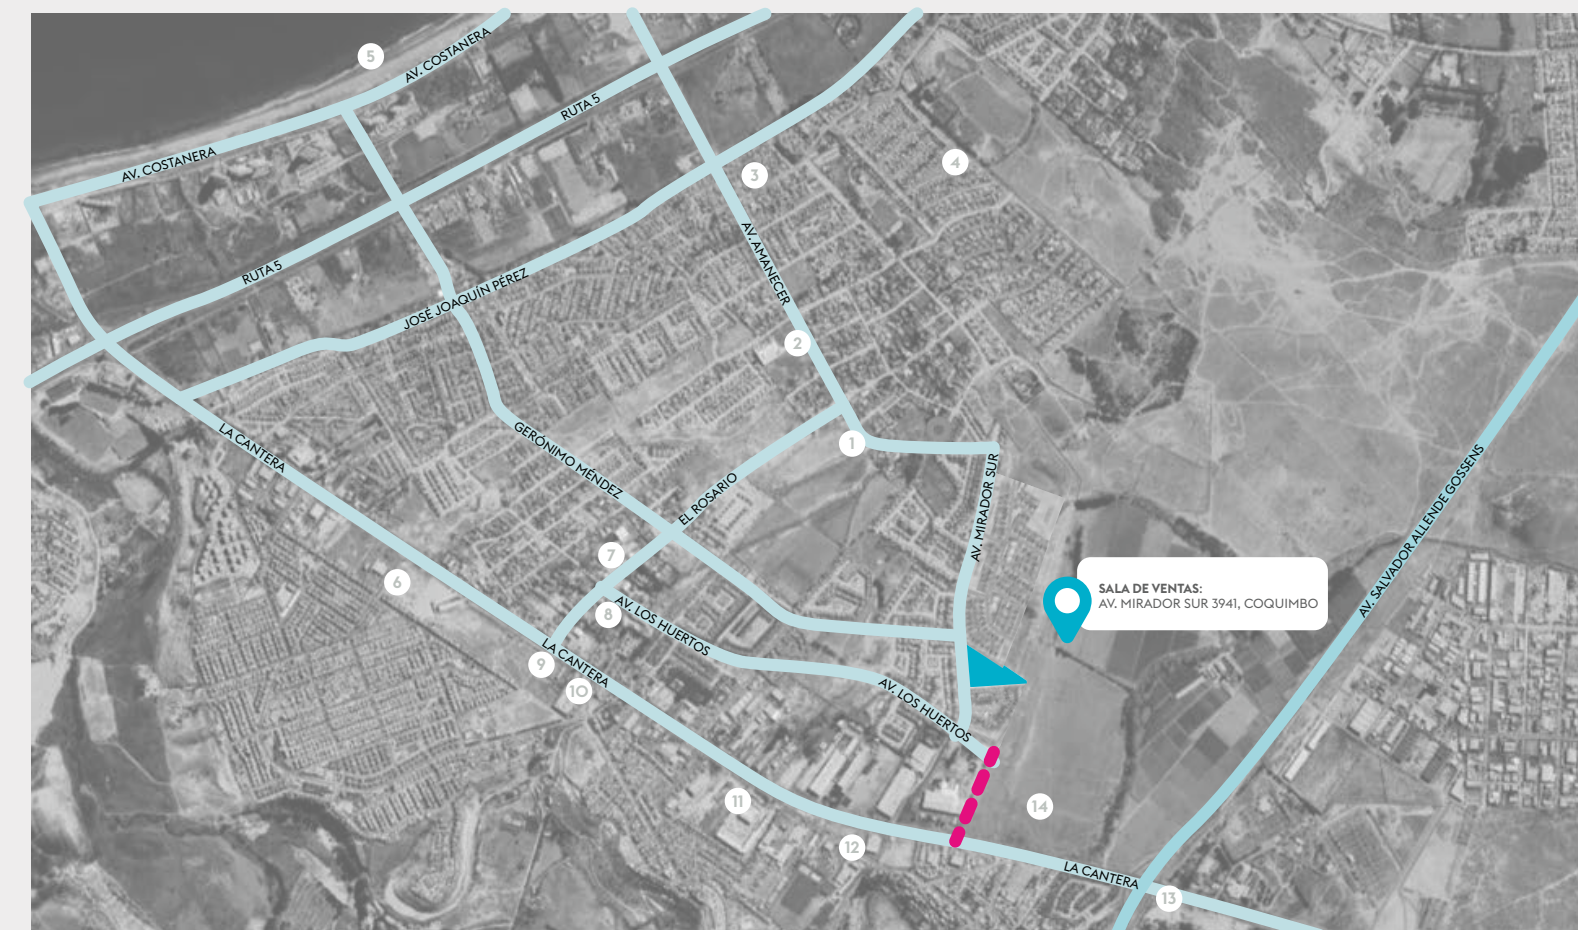 5
AV. COSTANERA
AV. COSTANERA
RUTA 5
RUTA 5
3
4
AV. AMANECER
JOSÉ JOAQUÍN PÉREZ
2
1
LA CANTERA
GERÓNIMO MÉNDEZ
EL ROSARIO
AV. MIRADOR SUR
AV. SALVADOR ALLENDE GOSSENS
7
6
SALA DE VENTAS:
AV. MIRADOR SUR 3941, COQUIMBO
8
AV. LOS HUERTOS
9
LA CANTERA
10
AV. LOS HUERTOS
11
14
12
LA CANTERA
13